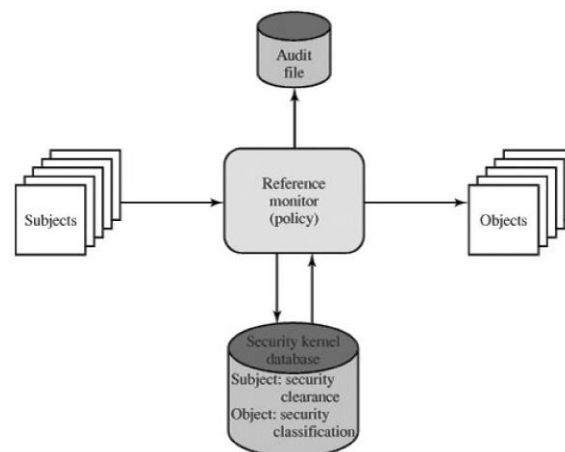 Audit
file
Subjects
Reference
monitor
(policy)
Objects
Security kernel
database
Subject: security
clearance
Object: security
classification